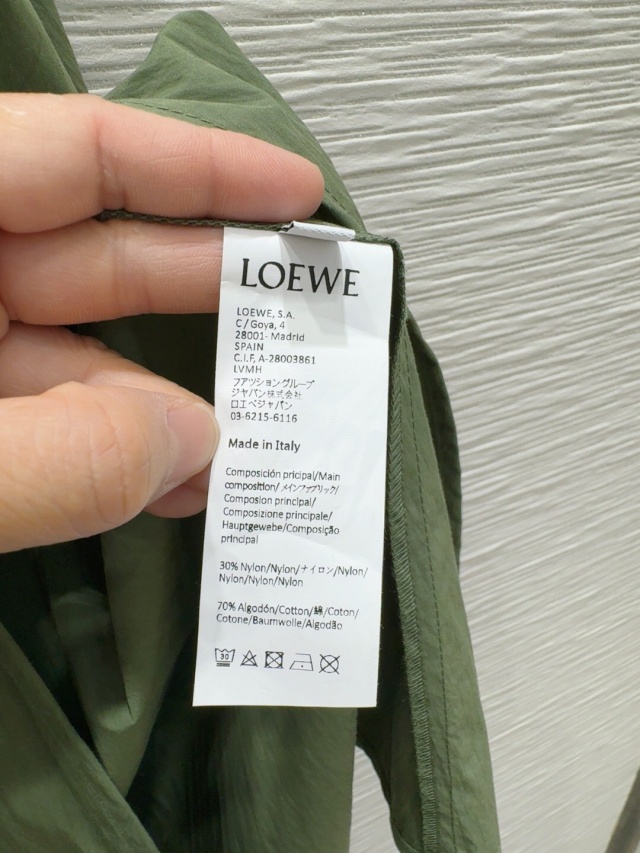 LOEWE
LOEWE, S.A.
C/Goya, 4
28001- Madrid
SPAIN
C.I.F, A-28003861
LVMH
ファツショングループ
ジャパン株式会社
ロエベジャパン
03-6215-6116
Made in Italy
Composición pricipal/Main
composition/メインファブリック/
Composion principal/
Composizione principale/
Hauptgewebe/Composição
principal
30% Nylon/Nylon/ナイロン/Nylon/
Nylon/Nylon/Nylon
70% Algodón/Cotton/綿/Coton/
Cotone/Baumwolle/Algodão
30